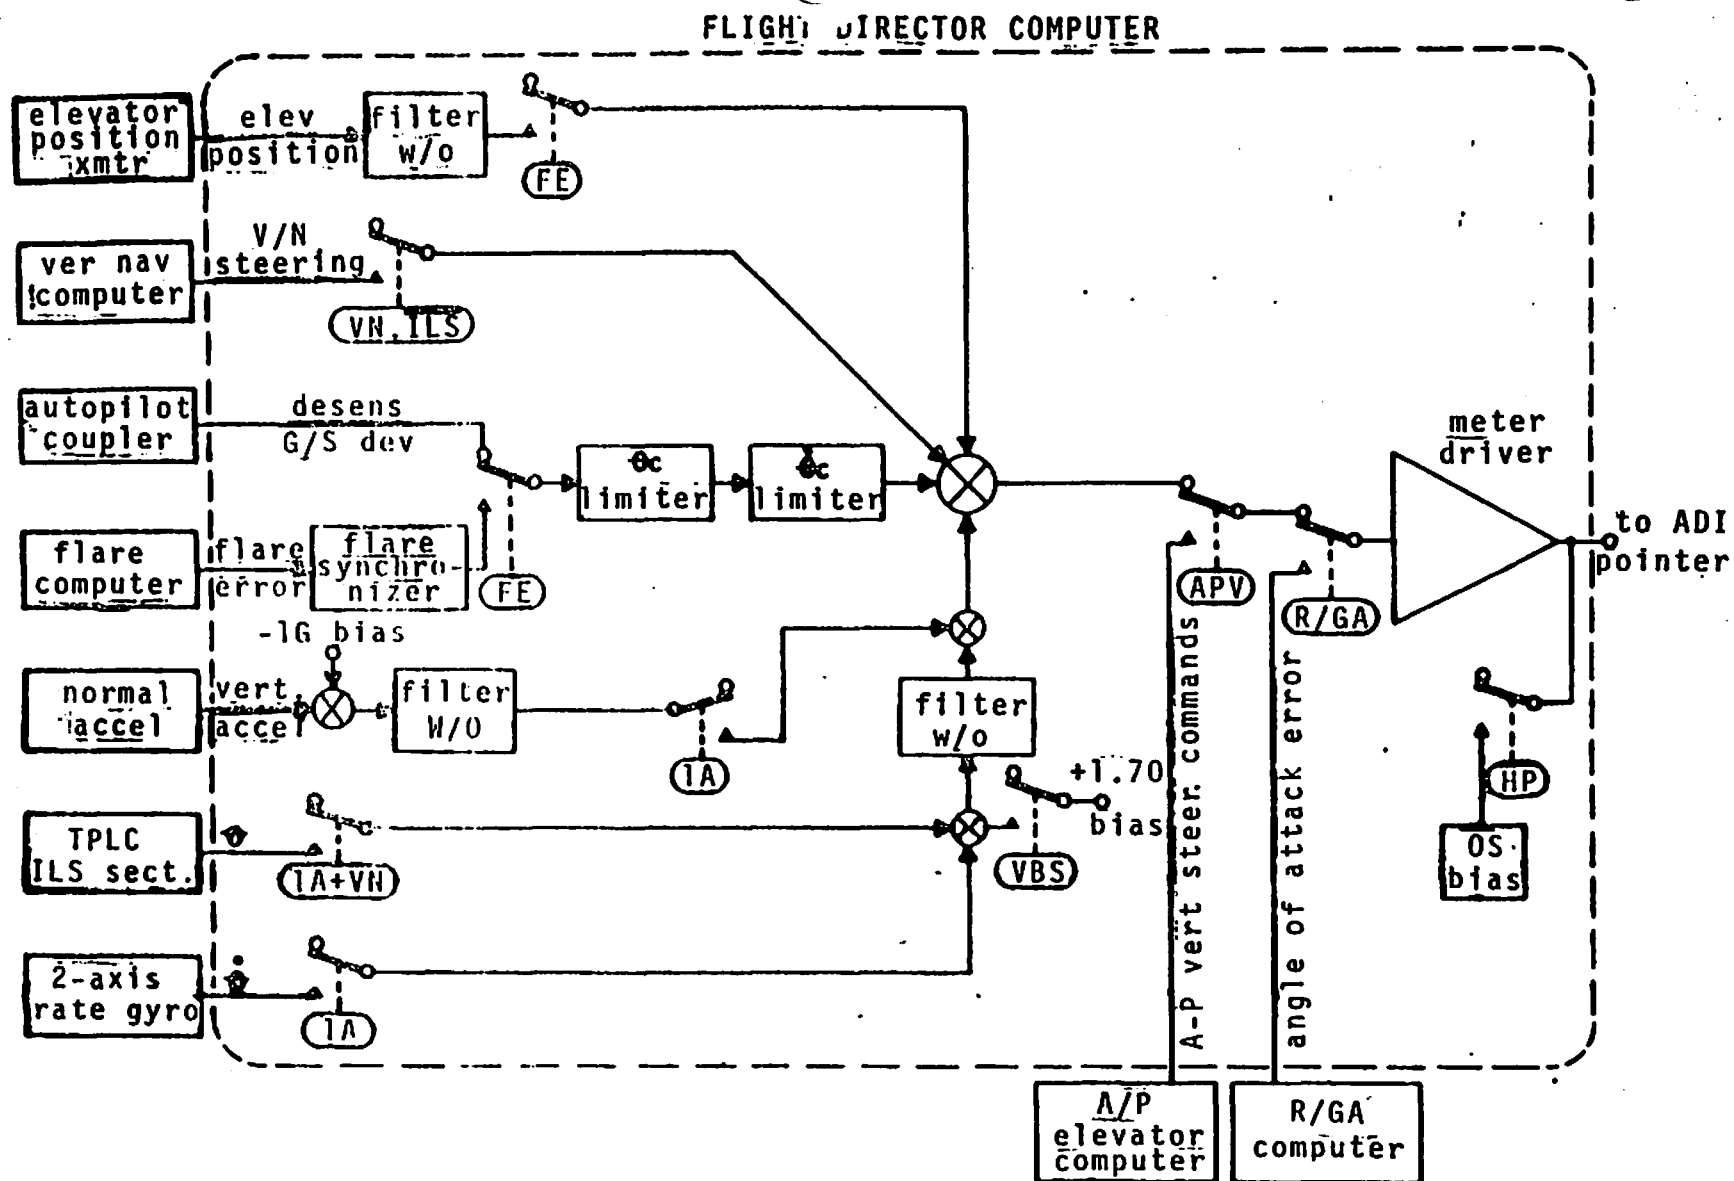 FLIGHT DIRECTOR COMPUTER
elevator
position
xmtr
elev
position
filter
w/o
FE
ver nav
computer
V/N
steering
VN.ILS
autopilot
coupler
desens
G/S dev
θc
limiter
θ̇c
limiter
meter
driver
to ADI
pointer
flare
computer
flare
error
flare
synchro-
nizer
FE
APV
R/GA
-1G bias
normal
accel
vert.
accel
filter
W/O
1A
filter
w/o
+1.70
bias
VBS
HP
OS
bias
TPLC
ILS sect.
θ
1A+VN
2-axis
rate gyro
θ̇
1A
A-P vert steer. commands
angle of attack error
A/P
elevator
computer
R/GA
computer